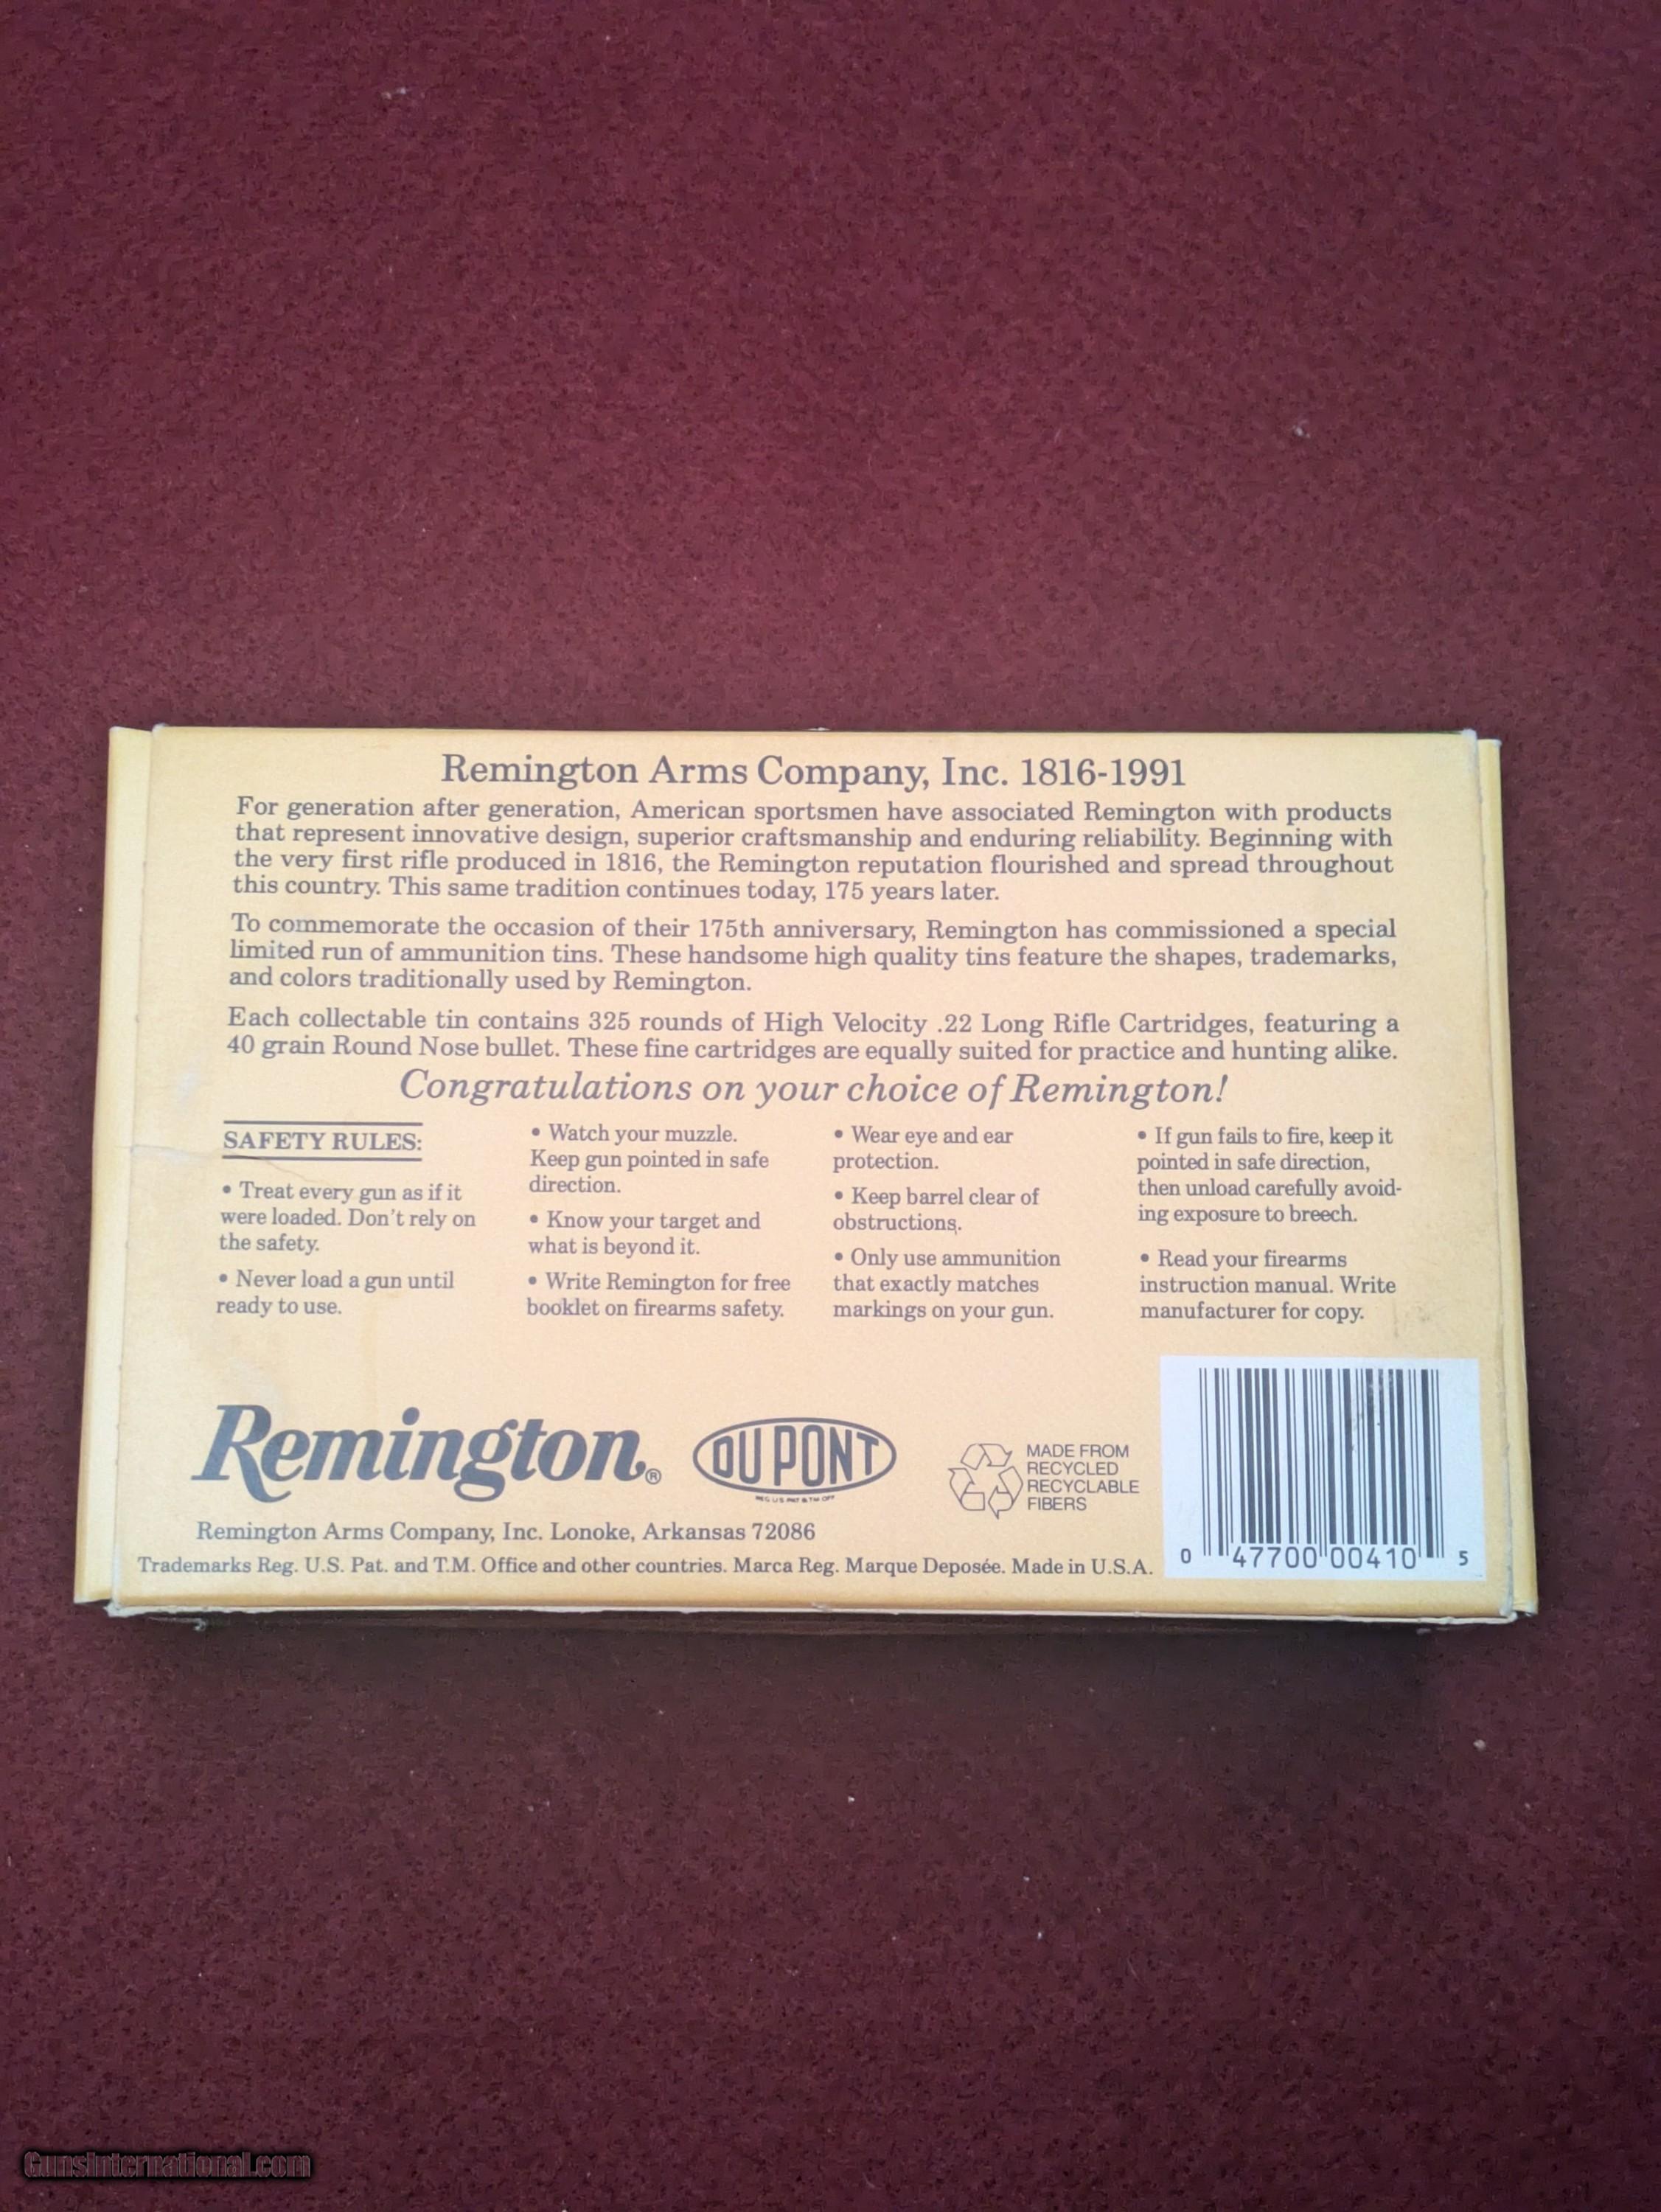 Remington Arms Company, Inc. 1816-1991
For generation after generation, American sportsmen have associated Remington with products
that represent innovative design, superior craftsmanship and enduring reliability. Beginning with
the very first rifle produced in 1816, the Remington reputation flourished and spread throughout
this country. This same tradition continues today, 175 years later.
To commemorate the occasion of their 175th anniversary, Remington has commissioned a special
limited run of ammunition tins. These handsome high quality tins feature the shapes, trademarks,
and colors traditionally used by Remington.
Each collectable tin contains 325 rounds of High Velocity .22 Long Rifle Cartridges, featuring a
40 grain Round Nose bullet. These fine cartridges are equally suited for practice and hunting alike.
Congratulations on your choice of Remington!
SAFETY RULES:
• Treat every gun as if it
were loaded. Don't rely on
the safety.
• Never load a gun until
ready to use.
• Watch your muzzle.
Keep gun pointed in safe
direction.
• Know your target and
what is beyond it.
• Write Remington for free
booklet on firearms safety.
• Wear eye and ear
protection.
• Keep barrel clear of
obstructions.
• Only use ammunition
that exactly matches
markings on your gun.
• If gun fails to fire, keep it
pointed in safe direction,
then unload carefully avoid-
ing exposure to breech.
• Read your firearms
instruction manual. Write
manufacturer for copy.
Remington®
DU PONT
REG. U.S. PAT. & TM. OFF.
MADE FROM
RECYCLED
RECYCLABLE
FIBERS
Remington Arms Company, Inc. Lonoke, Arkansas 72086
Trademarks Reg. U.S. Pat. and T.M. Office and other countries. Marca Reg. Marque Deposée. Made in U.S.A.
0 47700 00410 5
GunsInternational.com